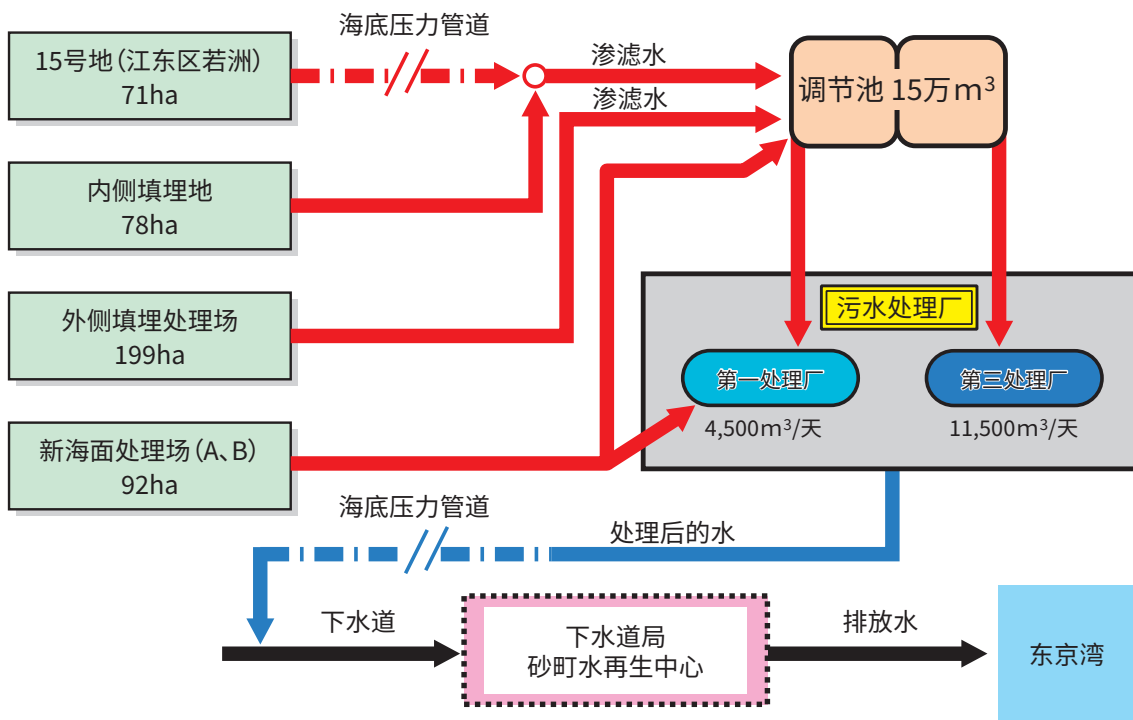 海底压力管道
15号地（江东区若洲）
71ha
渗滤水
调节池 15万m³
渗滤水
内侧填埋地
78ha
外侧填埋处理场
199ha
污水处理厂
第一处理厂
第三处理厂
4,500m³/天
11,500m³/天
新海面处理场（A、B）
92ha
海底压力管道
处理后的水
下水道
下水道局
砂町水再生中心
排放水
东京湾